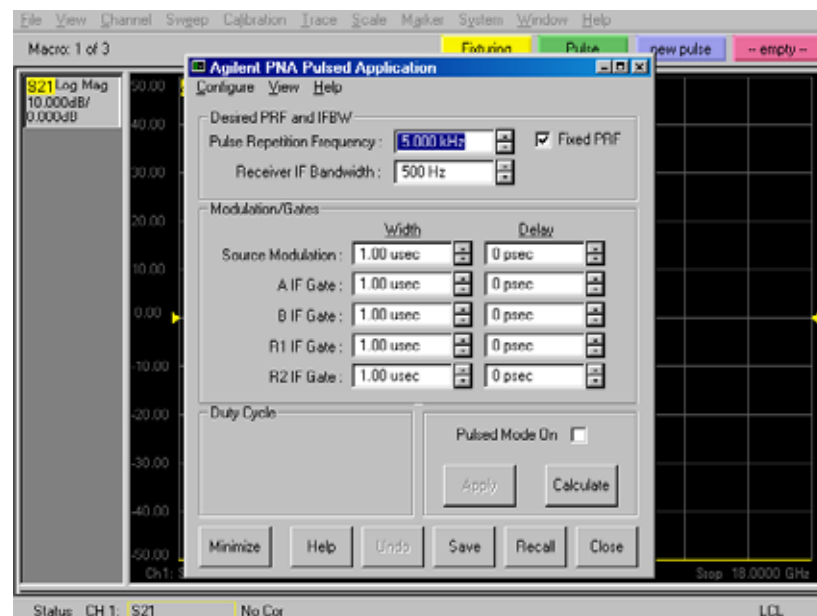 File View Channel Sweep Calibration Trace Scale Marker System Window Help
Macro: 1 of 3 Fixturing Pulse new pulse -- empty --
S21 Log Mag
10.000dB/
0.000dB
50.00
40.00
30.00
20.00
10.00
0.00
-10.00
-20.00
-30.00
-40.00
-50.00
Agilent PNA Pulsed Application
Configure View Help
Desired PRF and IFBW
Pulse Repetition Frequency : 5.000 kHz Fixed PRF
Receiver IF Bandwidth : 500 Hz
Modulation/Gates
Width Delay
Source Modulation : 1.00 usec 0 psec
A IF Gate : 1.00 usec 0 psec
B IF Gate : 1.00 usec 0 psec
R1 IF Gate : 1.00 usec 0 psec
R2 IF Gate : 1.00 usec 0 psec
Duty Cycle
Pulsed Mode On
Apply Calculate
Minimize Help Undo Save Recall Close
Ch1: Stop 18.0000 GHz
Status CH 1: S21 No Cor LCL